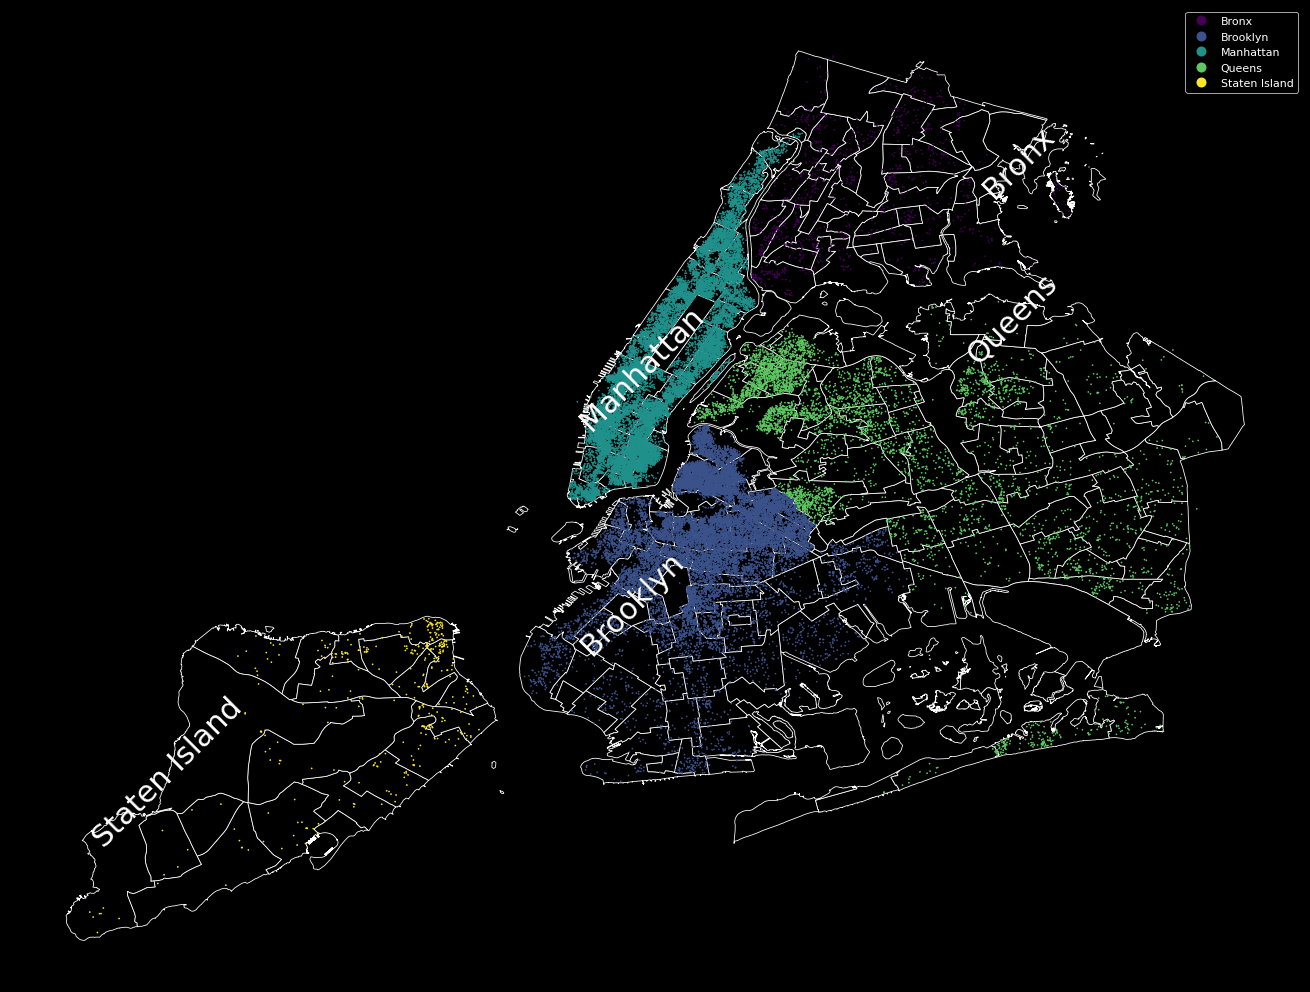 Bronx
Brooklyn
Manhattan
Queens
Staten Island
Bronx
Queens
Manhattan
Brooklyn
Staten Island